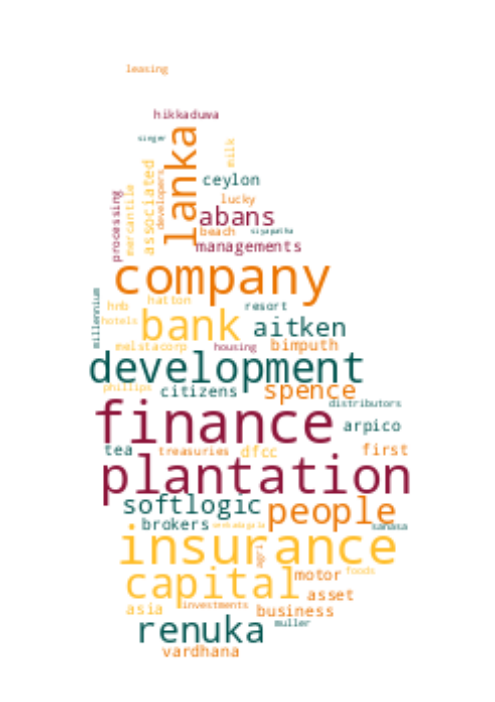 leasing
hikkaduwa
singer
lanka
milk
associated
developers
mercantile
processing
ceylon
lucky
abans
beach
siyapatha
managements
company
millennium
hnb
hatton
resort
hotels
bank
aitken
melstacorp
housing
bimputh
development
phillips
citizens
spence
distributors
finance
arpico
tea
treasuries
dfcc
first
plantation
softlogic
people
brokers
sanasa
insurance
agri
motor
foods
capital
asset
asia
investments
business
renuka
muller
vardhana